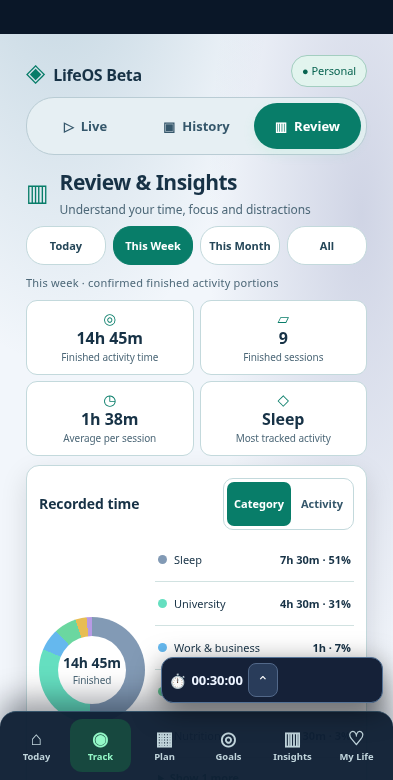 LifeOS Beta
Personal
Live
History
Review
Review & Insights
Understand your time, focus and distractions
Today
This Week
This Month
All
This week · confirmed finished activity portions
14h 45m
Finished activity time
9
Finished sessions
1h 38m
Average per session
Sleep
Most tracked activity
Recorded time
Category
Activity
Sleep
7h 30m · 51%
University
4h 30m · 31%
Work & business
1h · 7%
14h 45m
Finished
00:30:00
Today
Track
Plan
Goals
Insights
My Life